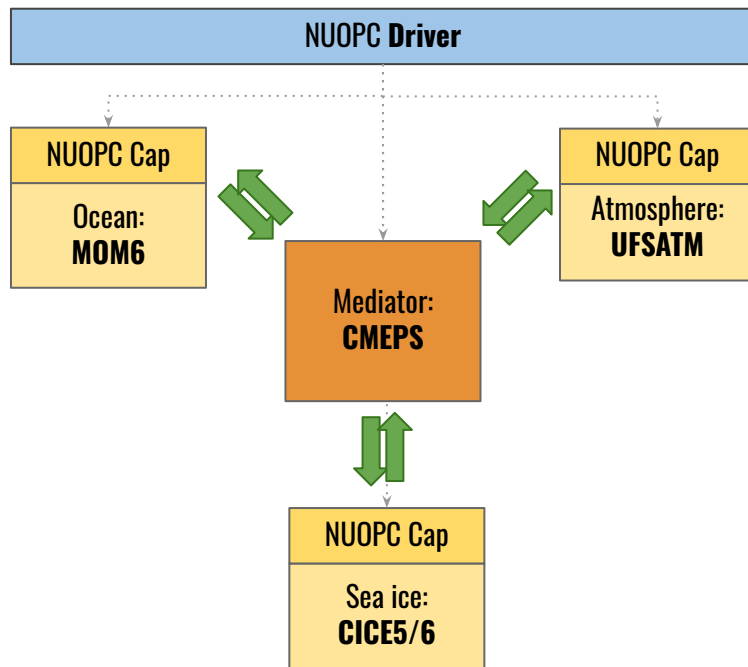 NUOPC Driver
NUOPC Cap
Ocean:
MOM6
NUOPC Cap
Atmosphere:
UFSATM
Mediator:
CMEPS
NUOPC Cap
Sea ice:
CICE5/6